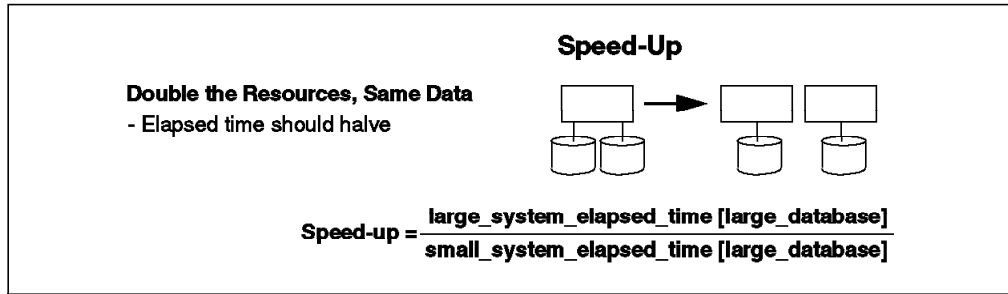 Speed-Up
Double the Resources, Same Data
- Elapsed time should halve
Speed-up = large_system_elapsed_time [large_database]
small_system_elapsed_time [large_database]